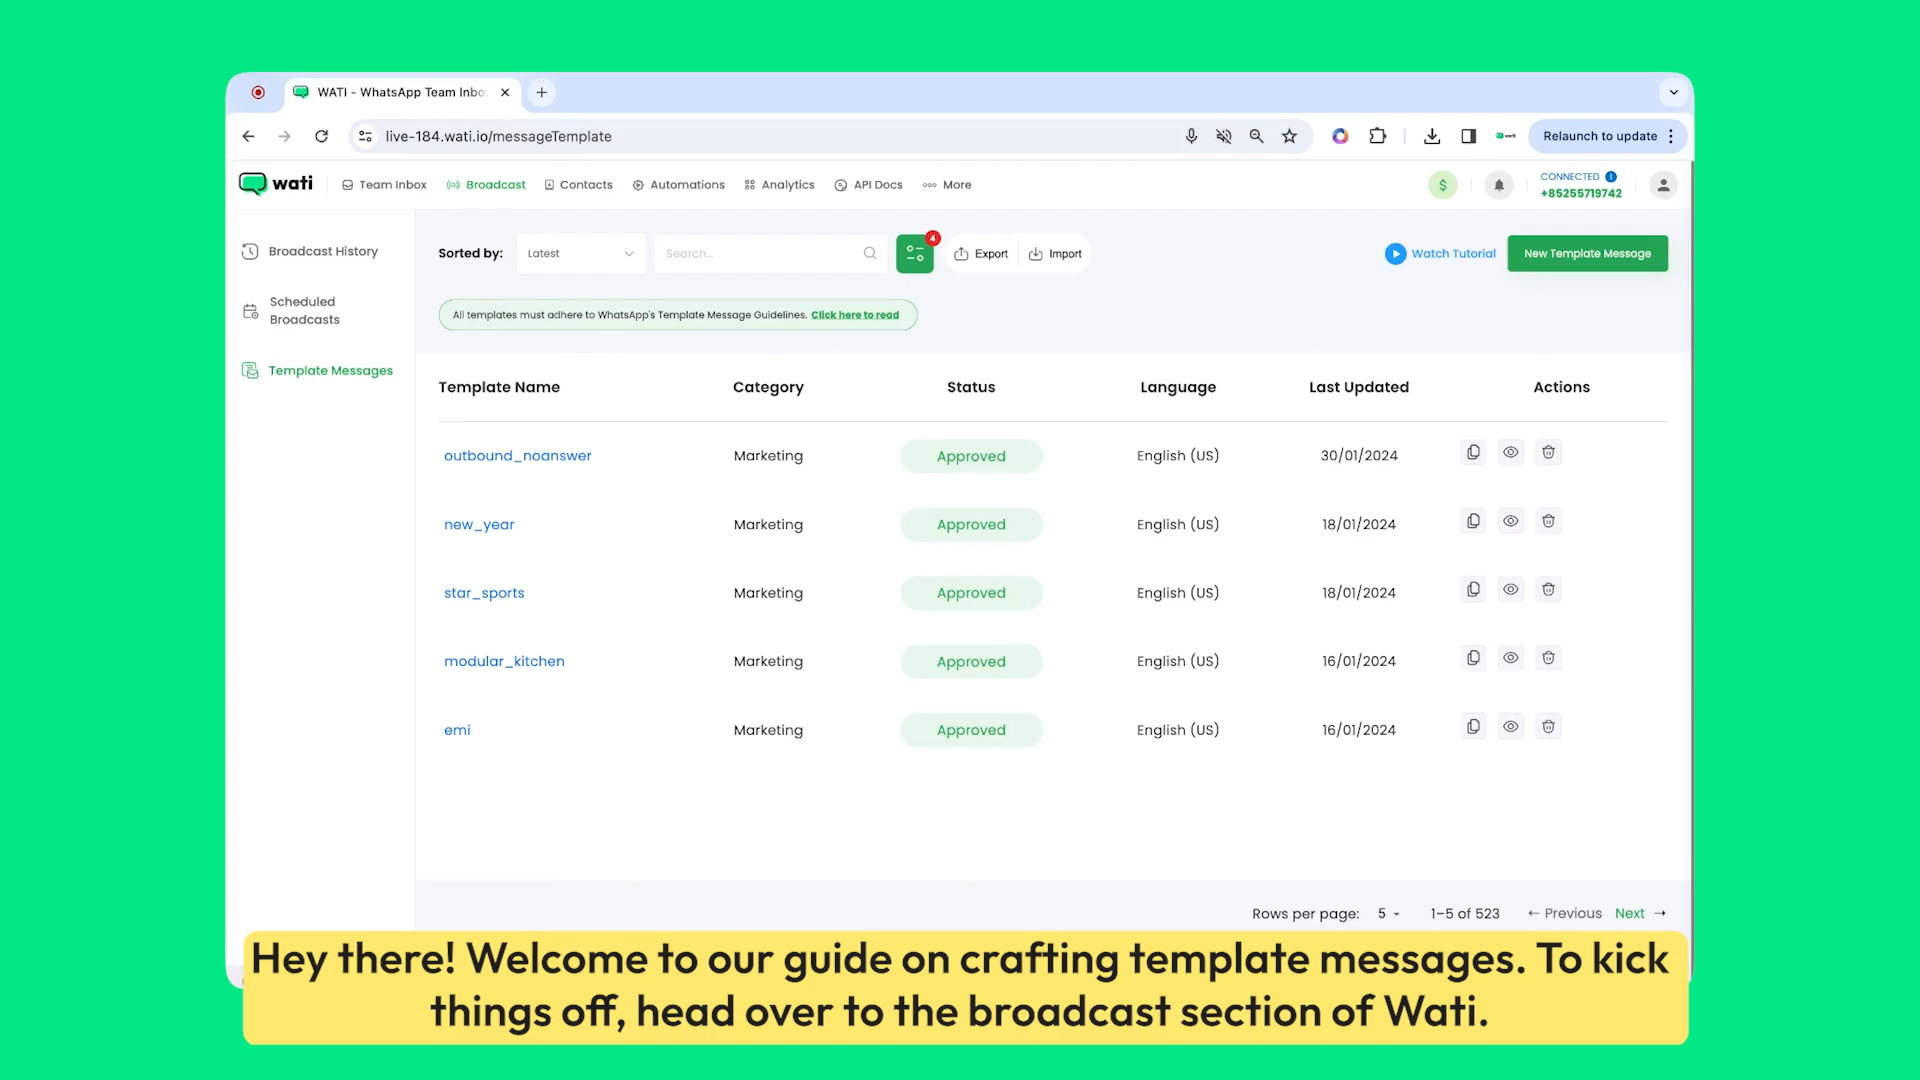 WATI - WhatsApp Team Inbo
live-184.wati.io/messageTemplate
Relaunch to update
wati
Team Inbox
Broadcast
Contacts
Automations
Analytics
API Docs
More
$
CONNECTED
+85255719742
Broadcast History
Scheduled
Broadcasts
Template Messages
Sorted by:
Latest
Search...
4
Export
Import
Watch Tutorial
New Template Message
All templates must adhere to WhatsApp's Template Message Guidelines. Click here to read
Template Name Category Status Language Last Updated Actions
outbound_noanswer Marketing Approved English (US) 30/01/2024
new_year Marketing Approved English (US) 18/01/2024
star_sports Marketing Approved English (US) 18/01/2024
modular_kitchen Marketing Approved English (US) 16/01/2024
emi Marketing Approved English (US) 16/01/2024
Rows per page: 5 1–5 of 523 ← Previous Next →
Hey there! Welcome to our guide on crafting template messages. To kick
things off, head over to the broadcast section of Wati.